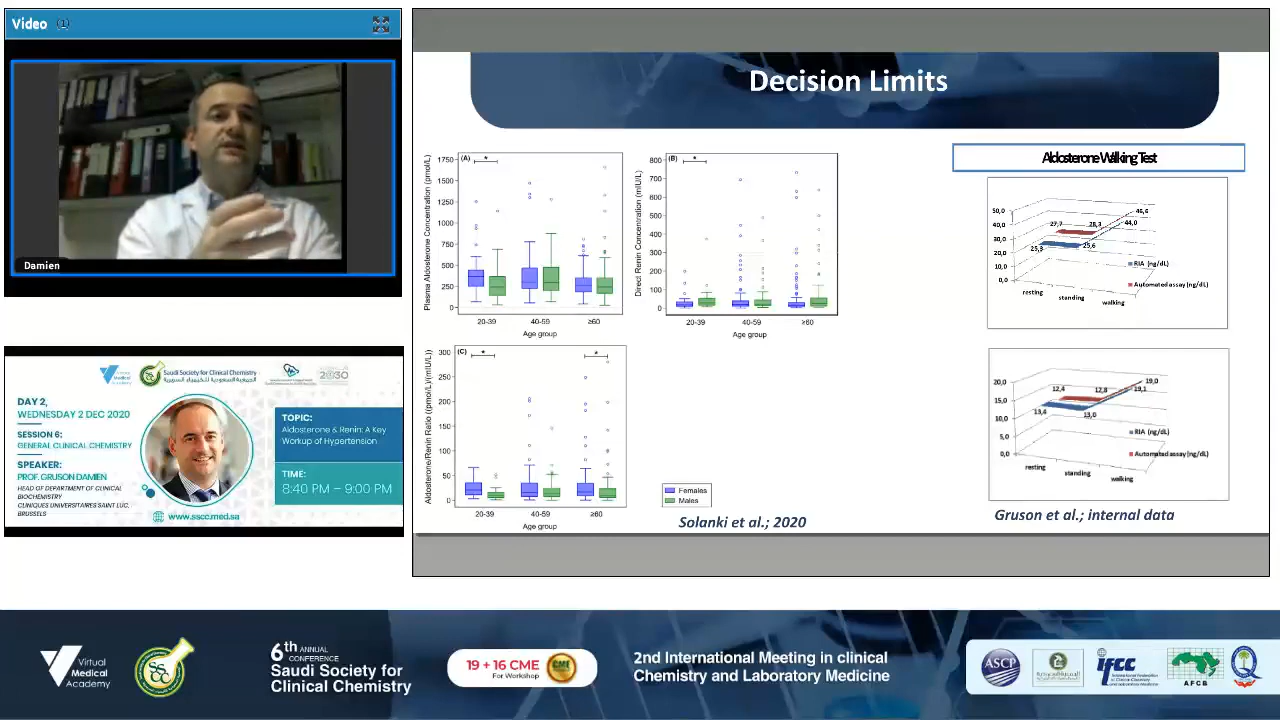 Video (1)
Damien
Virtual
Medical
Academy
Saudi Society for Clinical Chemistry
الجمعية السعودية للكيمياء السريرية
2030
DAY 2,
WEDNESDAY 2 DEC 2020
SESSION 6:
GENERAL CLINICAL CHEMISTRY
SPEAKER:
PROF. GRUSON DAMIEN
HEAD OF DEPARTMENT OF CLINICAL
BIOCHEMISTRY
CLINIQUES UNIVERSITAIRES SAINT LUC,
BRUSSELS
TOPIC:
Aldosterone & Renin: A Key
Workup of Hypertension
TIME:
8:40 PM – 9:00 PM
www.sscc.med.sa
Decision Limits
Plasma Aldosterone Concentration (pmol/L)
(A)
*
1750
1500
1250
1000
750
500
250
0
20-39 40-59 ≥60
Age group
Direct Renin Concentration (mIU/L)
(B)
*
800
700
600
500
400
300
200
100
0
20-39 40-59 ≥60
Age group
Aldosterone/Renin Ratio ((pmol/L)/(mIU/L))
(C)
* *
300
250
200
150
100
50
0
20-39 40-59 ≥60
Age group
Females
Males
Solanki et al.; 2020
Aldosterone Walking Test
50,0
40,0
30,0
20,0
10,0
0,0
27,7 28,3 46,6
44,0
25,3 25,6
RIA (ng/dL)
Automated assay (ng/dL)
resting
standing
walking
20,0
15,0
10,0
5,0
0,0
12,4 12,8 19,0
19,1
13,4 13,0
RIA (ng/dL)
Automated assay (ng/dL)
resting
standing
walking
Gruson et al.; internal data
Virtual
Medical
Academy
SSCC
6th ANNUAL
CONFERENCE
Saudi Society for
Clinical Chemistry
19 + 16 CME
For Workshop
CME
2nd International Meeting in clinical
Chemistry and Laboratory Medicine
ASCP
ifcc
AFCB